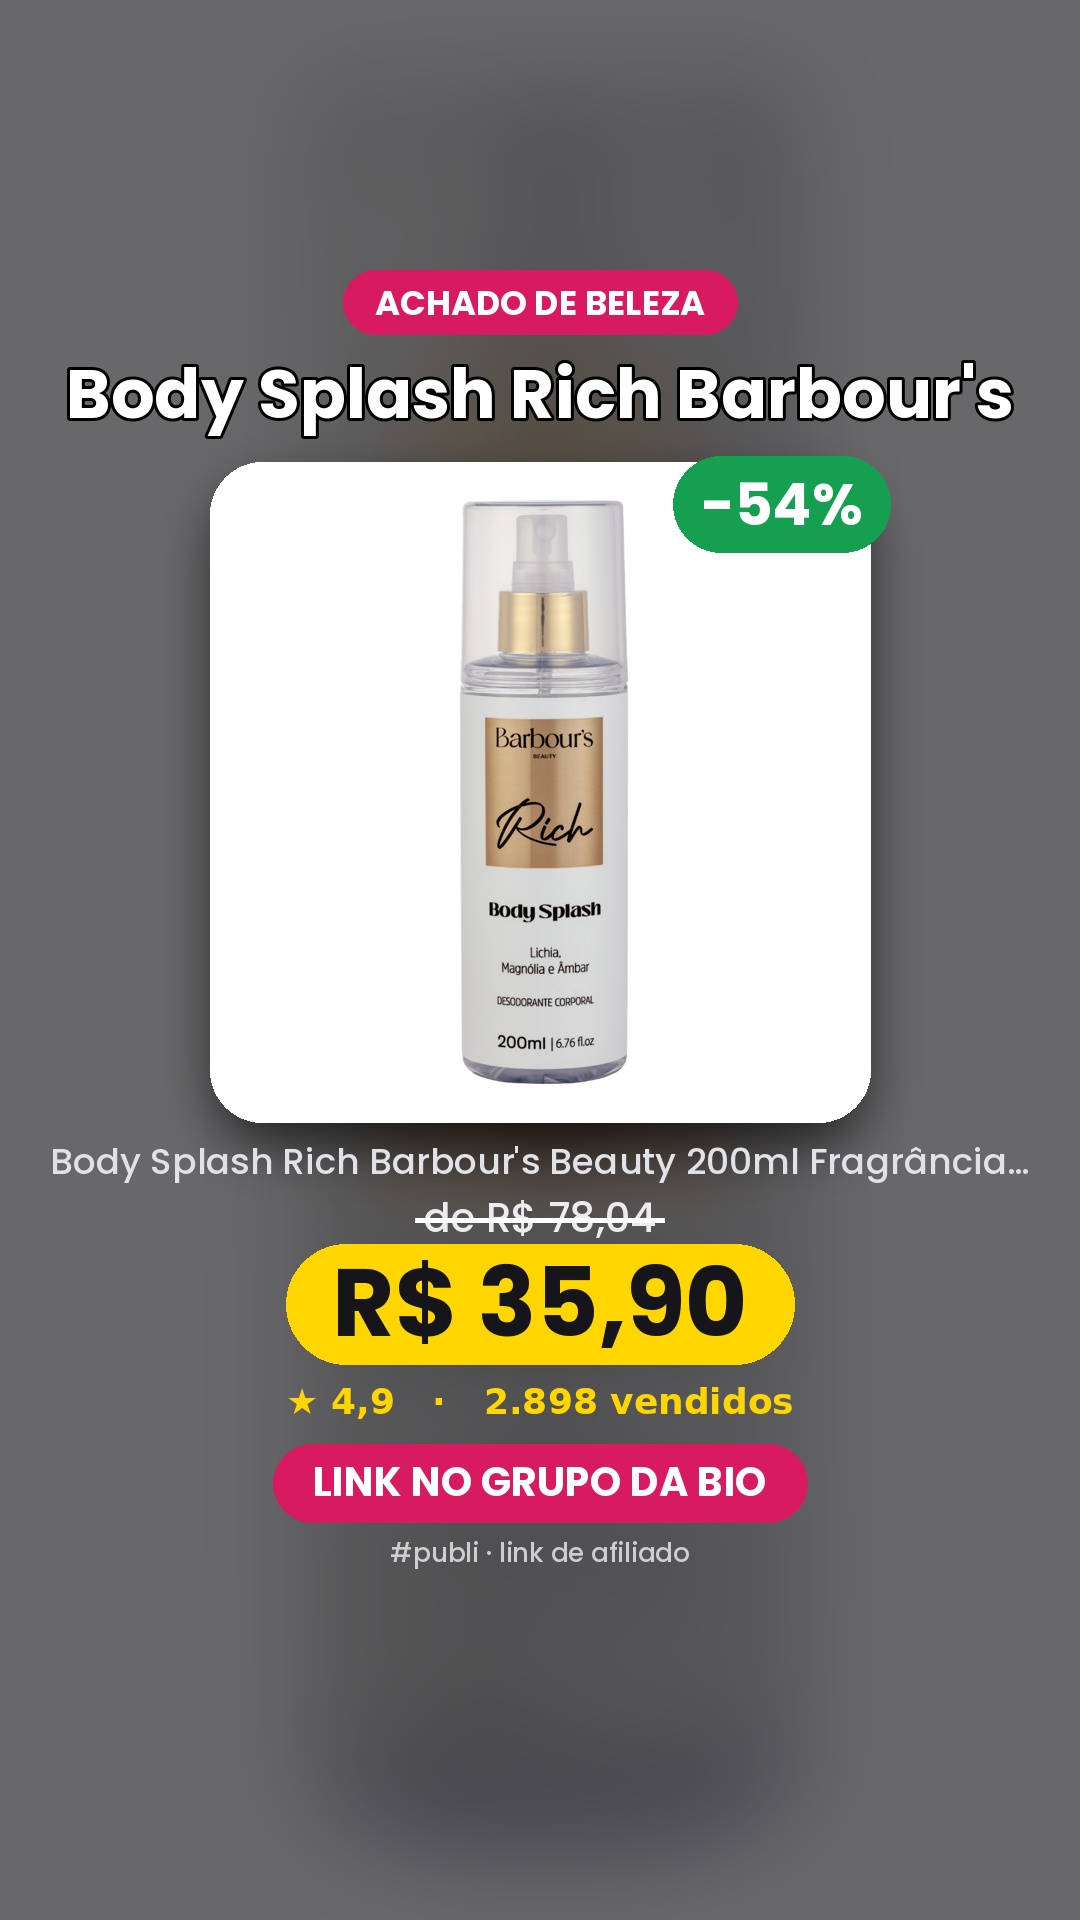 ACHADO DE BELEZA
Body Splash Rich Barbour's
-54%
Barbour's
BEAUTY
Rich
Body Splash
Lichia,
Magnólia e Âmbar
DESODORANTE CORPORAL
200ml | 6.76 fl.oz
Body Splash Rich Barbour's Beauty 200ml Fragrância...
de R$ 78,04
R$ 35,90
★ 4,9 · 2.898 vendidos
LINK NO GRUPO DA BIO
#publi · link de afiliado